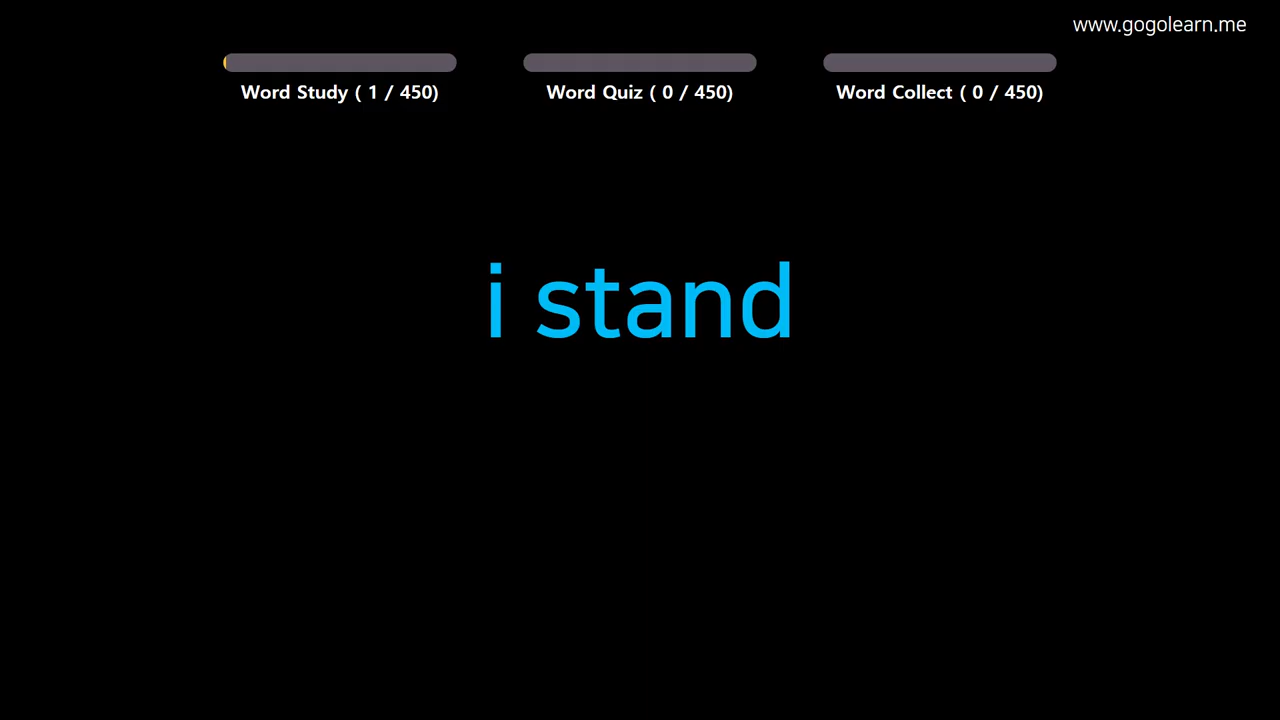 www.gogolearn.me
Word Study ( 1 / 450)
Word Quiz ( 0 / 450)
Word Collect ( 0 / 450)
i stand